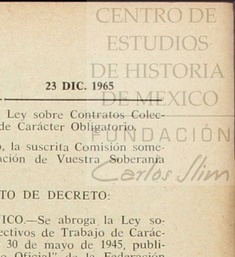 CENTRO DE
ESTUDIOS
DE HISTORIA
DE MEXICO
FUNDACIÓN
Carlos Slim
23 DIC. 1965
Ley sobre Contratos Colec-
de Carácter Obligatorio.
la suscrita Comisión some-
ación de Vuestra Soberanía
TO DE DECRETO:
ICO.—Se abroga la Ley so-
ectivos de Trabajo de Carác-
30 de mayo de 1945, publi-
Oficial" de la Federación